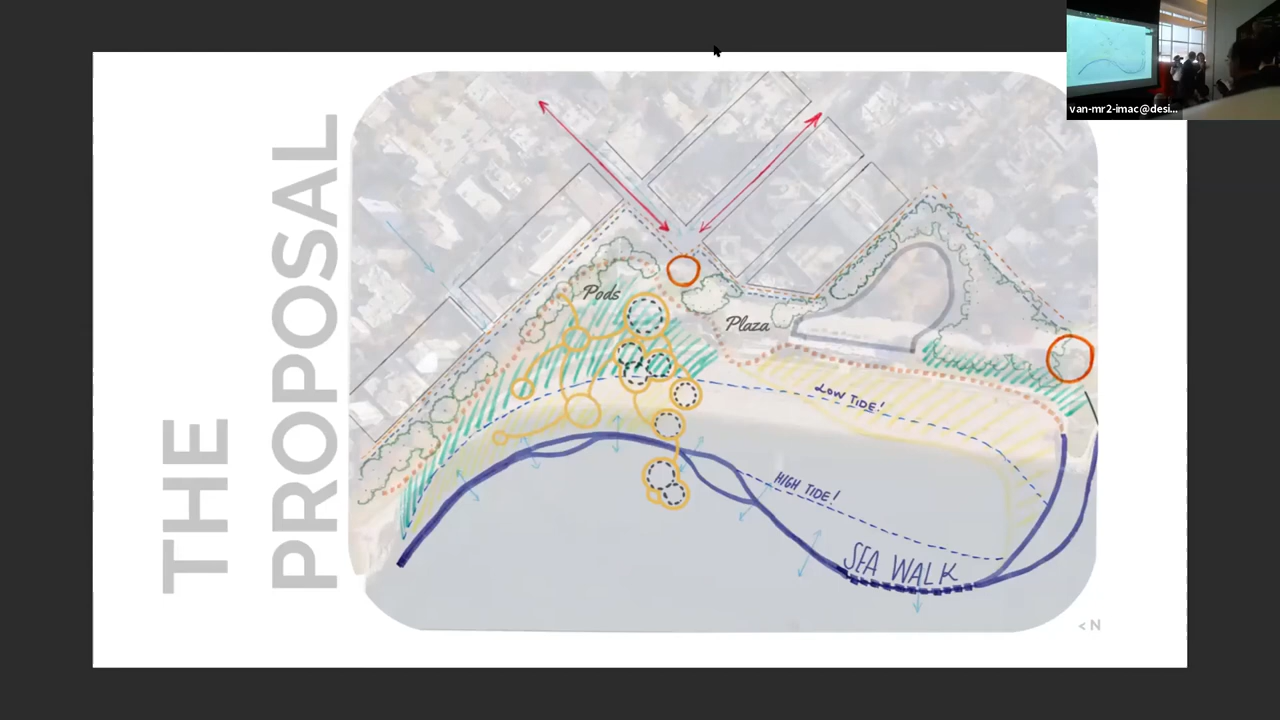 THE
PROPOSAL
Pods
Plaza
LOW TIDE!
HIGH TIDE!
SEA WALK
< N
van-mr2-imac@desi...